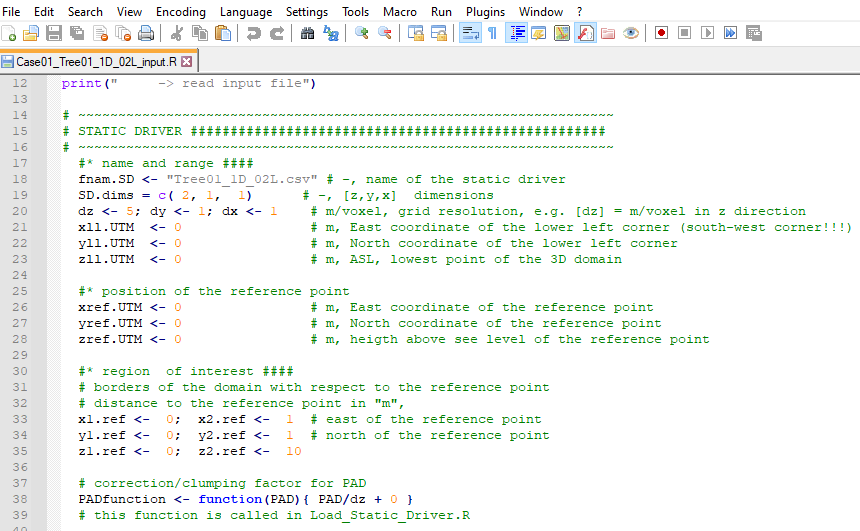 File Edit Search View Encoding Language Settings Tools Macro Run Plugins Window ?
Case01_Tree01_1D_02L_input.R
12 print("     -> read input file")
13
14 # ~~~~~~~~~~~~~~~~~~~~~~~~~~~~~~~~~~~~~~~~~~~~~~~~~~~~~~~~~~~~~~~~~~~
15 # STATIC DRIVER ####################################################
16 # ~~~~~~~~~~~~~~~~~~~~~~~~~~~~~~~~~~~~~~~~~~~~~~~~~~~~~~~~~~~~~~~~~~~
17   #* name and range ####
18   fnam.SD <- "Tree01_1D_02L.csv" # -, name of the static driver
19   SD.dims = c( 2, 1,  1)      # -, [z,y,x]  dimensions
20   dz <- 5; dy <- 1; dx <- 1    # m/voxel, grid resolution, e.g. [dz] = m/voxel in z direction
21   xll.UTM  <- 0                # m, East coordinate of the lower left corner (south-west corner!!!)
22   yll.UTM  <- 0                # m, North coordinate of the lower left corner
23   zll.UTM  <- 0                # m, ASL, lowest point of the 3D domain
24
25   #* position of the reference point
26   xref.UTM <- 0                # m, East coordinate of the reference point
27   yref.UTM <- 0                # m, North coordinate of the reference point
28   zref.UTM <- 0                # m, heigth above see level of the reference point
29
30   #* region  of interest ####
31   # borders of the domain with respect to the reference point
32   # distance to the reference point in "m",
33   x1.ref <-  0;  x2.ref <-  1  # east of the reference point
34   y1.ref <-  0;  y2.ref <-  1  # north of the reference point
35   z1.ref <-  0;  z2.ref <-  10
36
37   # correction/clumping factor for PAD
38   PADfunction <- function(PAD){ PAD/dz + 0 }
39   # this function is called in Load_Static_Driver.R
40